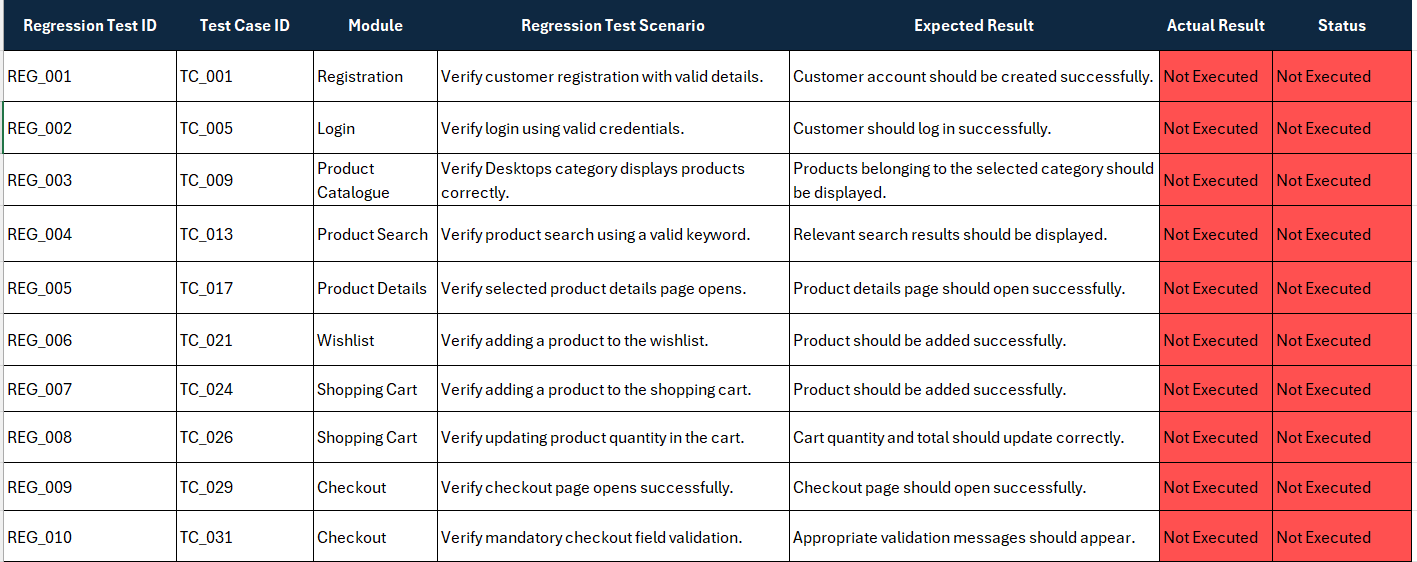 Regression Test ID Test Case ID Module Regression Test Scenario Expected Result Actual Result Status
REG_001 TC_001 Registration Verify customer registration with valid details. Customer account should be created successfully. Not Executed Not Executed
REG_002 TC_005 Login Verify login using valid credentials. Customer should log in successfully. Not Executed Not Executed
REG_003 TC_009 Product Catalogue Verify Desktops category displays products correctly. Products belonging to the selected category should be displayed. Not Executed Not Executed
REG_004 TC_013 Product Search Verify product search using a valid keyword. Relevant search results should be displayed. Not Executed Not Executed
REG_005 TC_017 Product Details Verify selected product details page opens. Product details page should open successfully. Not Executed Not Executed
REG_006 TC_021 Wishlist Verify adding a product to the wishlist. Product should be added successfully. Not Executed Not Executed
REG_007 TC_024 Shopping Cart Verify adding a product to the shopping cart. Product should be added successfully. Not Executed Not Executed
REG_008 TC_026 Shopping Cart Verify updating product quantity in the cart. Cart quantity and total should update correctly. Not Executed Not Executed
REG_009 TC_029 Checkout Verify checkout page opens successfully. Checkout page should open successfully. Not Executed Not Executed
REG_010 TC_031 Checkout Verify mandatory checkout field validation. Appropriate validation messages should appear. Not Executed Not Executed